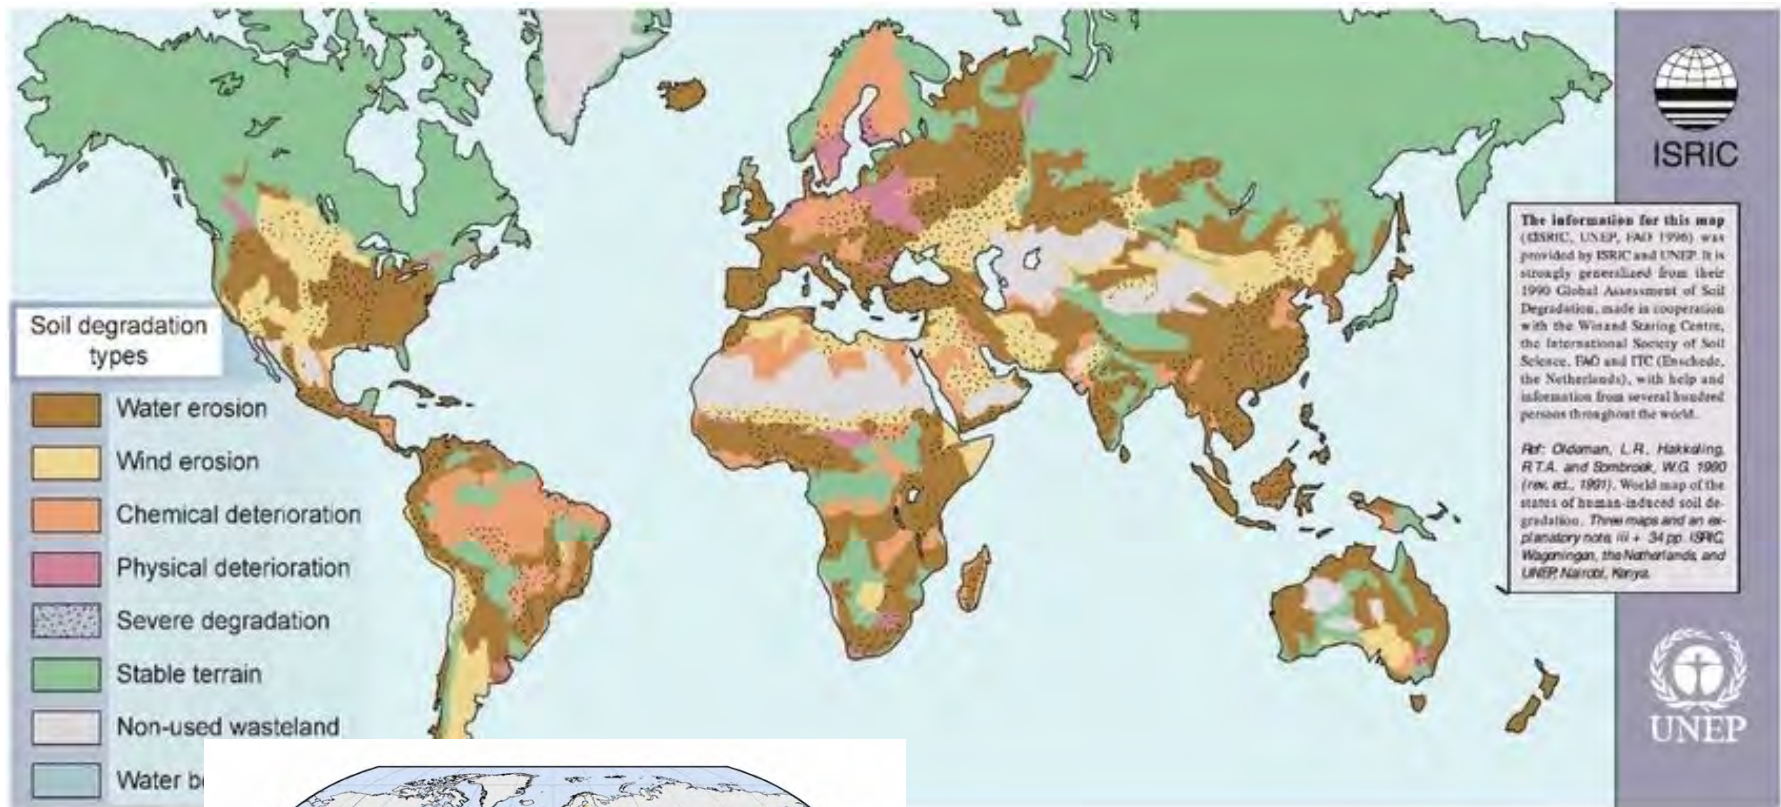 Soil degradation
types
Water erosion
Wind erosion
Chemical deterioration
Physical deterioration
Severe degradation
Stable terrain
Non-used wasteland
Water b
ISRIC
The information for this map
(ISRIC, UNEP, FAO 1996) was
provided by ISRIC and UNEP. It is
strongly generalized from their
1990 Global Assessment of Soil
Degradation, made in cooperation
with the Winand Staring Centre,
the International Society of Soil
Science, FAO and ITC (Enschede,
the Netherlands), with help and
information from several hundred
persons throughout the world.
Ref: Oldeman, L.R., Hakkeling,
R.T.A. and Sombroek, W.G. 1990
(rev. ed., 1991). World map of the
states of human-induced soil de-
gradation. Three maps and an ex-
planatory note, iii + 34 pp. ISRIC,
Wageningen, the Netherlands, and
UNEP, Nairobi, Kenya.
UNEP